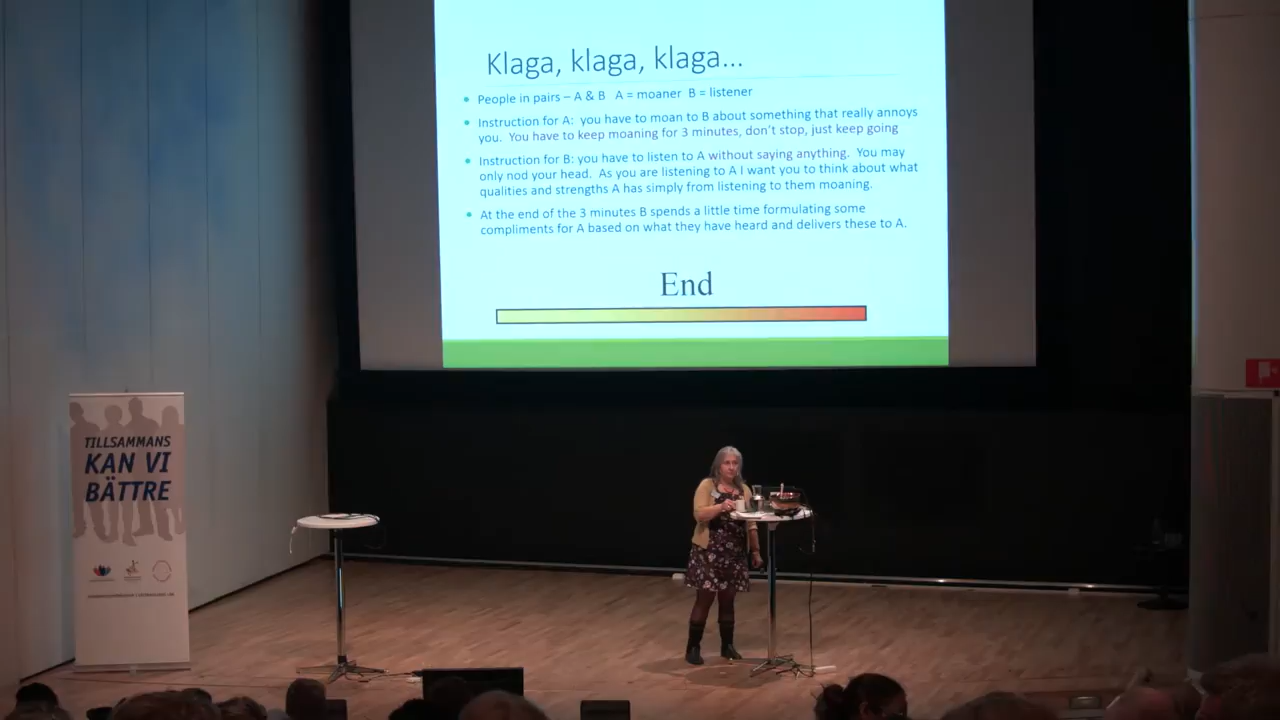 Klaga, klaga, klaga...
People in pairs – A & B A = moaner B = listener
Instruction for A: you have to moan to B about something that really annoys
you. You have to keep moaning for 3 minutes, don't stop, just keep going
Instruction for B: you have to listen to A without saying anything. You may
only nod your head. As you are listening to A I want you to think about what
qualities and strengths A has simply from listening to them moaning.
At the end of the 3 minutes B spends a little time formulating some
compliments for A based on what they have heard and delivers these to A.
End
TILLSAMMANS
KAN VI
BÄTTRE